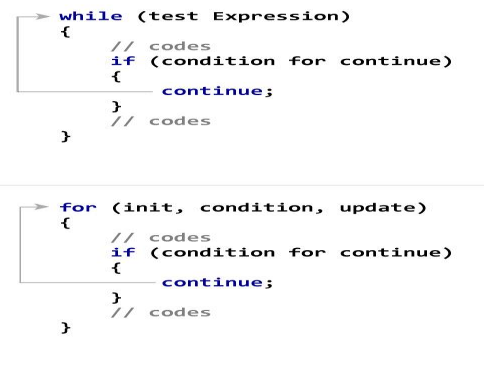 while (test Expression)
{
// codes
if (condition for continue)
{
continue;
}
// codes
}
for (init, condition, update)
{
// codes
if (condition for continue)
{
continue;
}
// codes
}